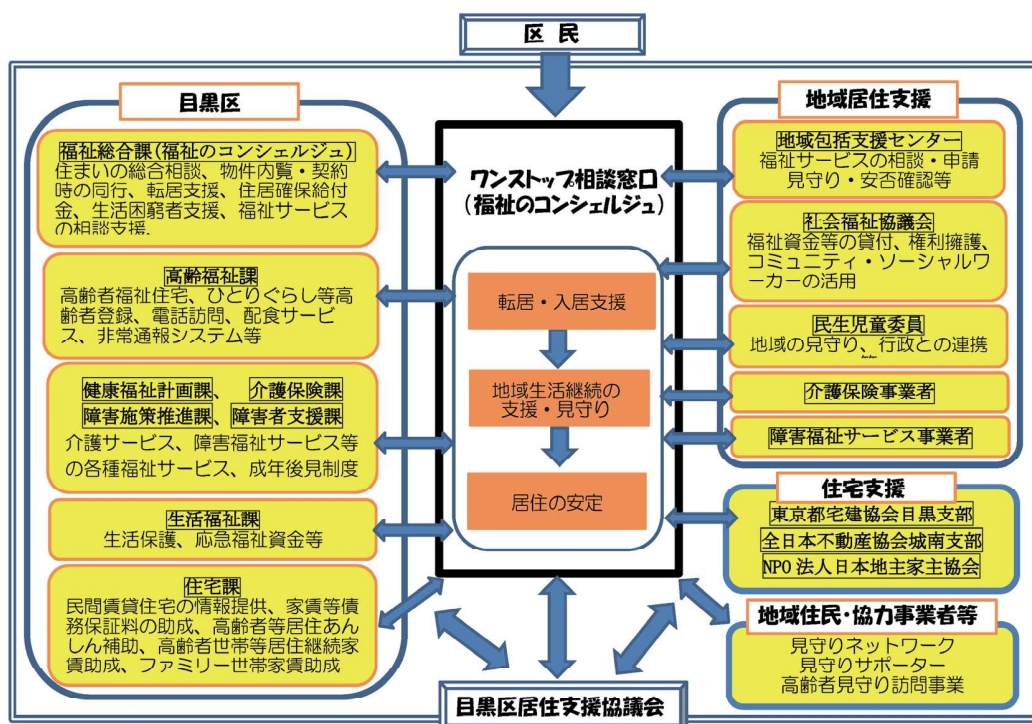 区 民
目黒区
福祉総合課(福祉のコンシェルジュ)
住まいの総合相談、物件内覧・契約
時の同行、転居支援、住居確保給付
金、生活困窮者支援、福祉サービス
の相談支援.
高齢福祉課
高齢者福祉住宅、ひとりぐらし等高
齢者登録、電話訪問、配食サービ
ス、非常通報システム等
健康福祉計画課、 介護保険課
障害施策推進課、障害者支援課
介護サービス、障害福祉サービス等
の各種福祉サービス、成年後見制度
生活福祉課
生活保護、応急福祉資金等
住宅課
民間賃貸住宅の情報提供、家賃等債
務保証料の助成、高齢者等居住あん
しん補助、高齢者世帯等居住継続家
賃助成、ファミリー世帯家賃助成
ワンストップ相談窓口
(福祉のコンシェルジュ)
転居・入居支援
地域生活継続の
支援・見守り
居住の安定
地域居住支援
地域包括支援センター
福祉サービスの相談・申請
見守り・安否確認等
社会福祉協議会
福祉資金等の貸付、権利擁護、
コミュニティ・ソーシャルワ
ーカーの活用
民生児童委員
地域の見守り、行政との連携
介護保険事業者
障害福祉サービス事業者
住宅支援
東京都宅建協会目黒支部
全日本不動産協会城南支部
NPO法人日本地主家主協会
地域住民・協力事業者等
見守りネットワーク
見守りサポーター
高齢者見守り訪問事業
目黒区居住支援協議会